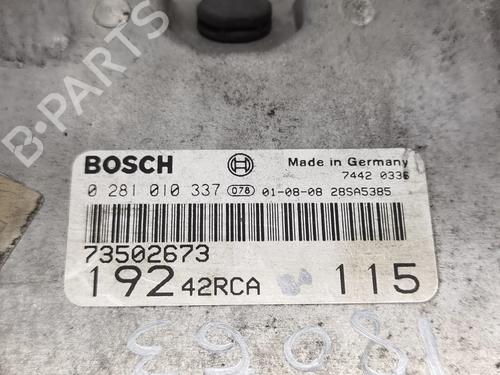 B-PARTS
BOSCH Made in Germany
7442 0336
0 281 010 337 078 01-08-08 28SA5385
73502673
192 42RCA 115